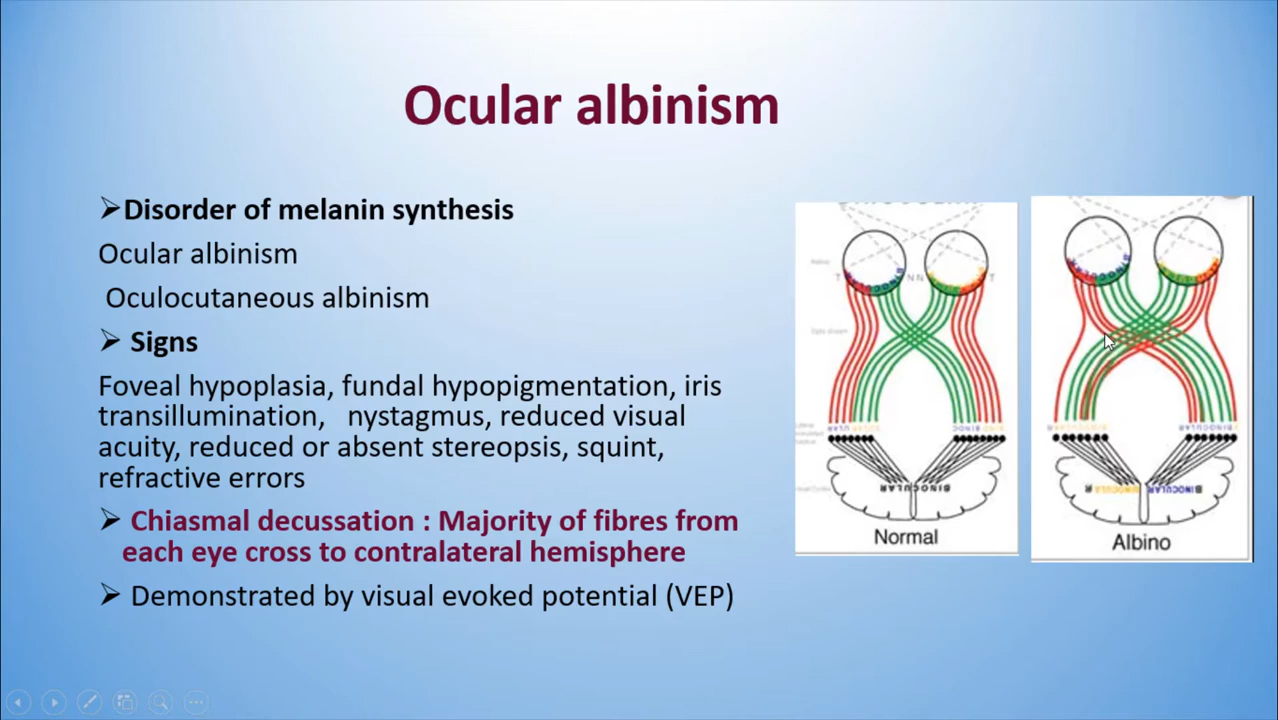 Ocular albinism
➢Disorder of melanin synthesis
Ocular albinism
Oculocutaneous albinism
➢ Signs
Foveal hypoplasia, fundal hypopigmentation, iris
transillumination, nystagmus, reduced visual
acuity, reduced or absent stereopsis, squint,
refractive errors
➢ Chiasmal decussation : Majority of fibres from
each eye cross to contralateral hemisphere
➢ Demonstrated by visual evoked potential (VEP)
T N N T
Normal
Albino